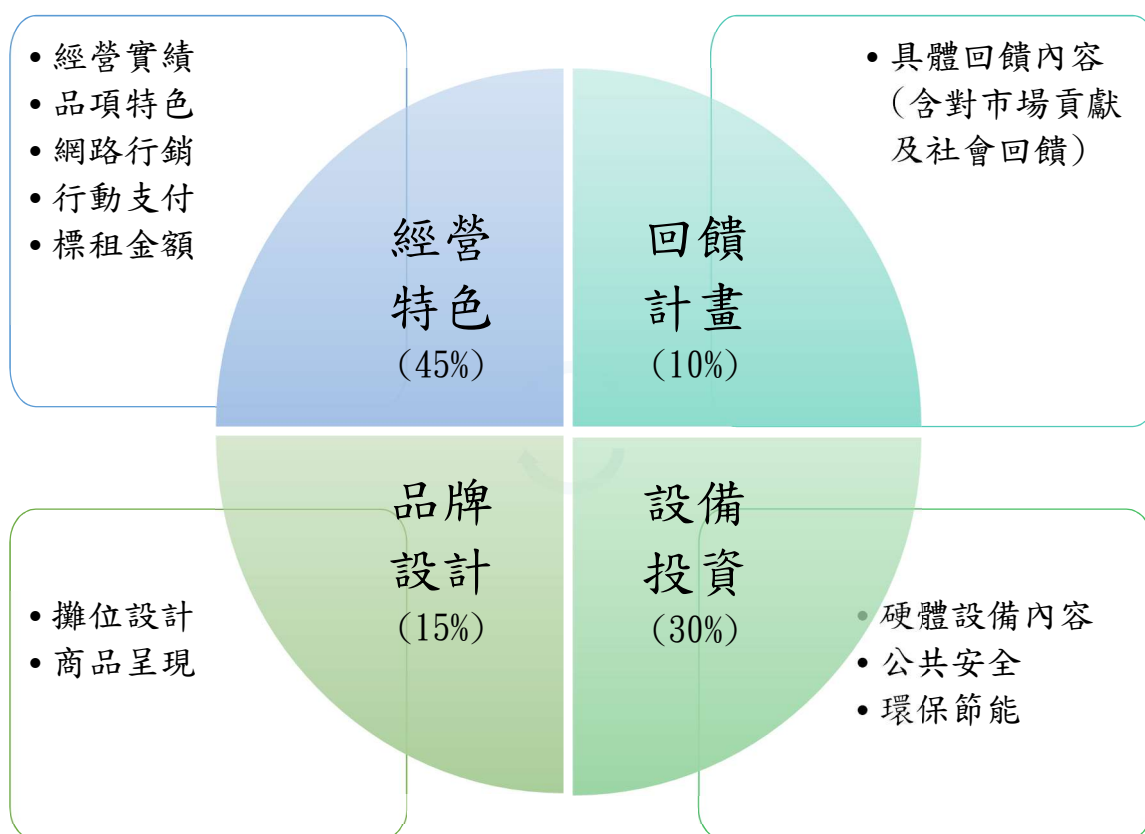 • 經營實績
• 品項特色
• 網路行銷
• 行動支付
• 標租金額
經營
特色
(45%)
回饋
計畫
(10%)
• 具體回饋內容
（含對市場貢獻
及社會回饋）
• 攤位設計
• 商品呈現
品牌
設計
(15%)
設備
投資
(30%)
• 硬體設備內容
• 公共安全
• 環保節能